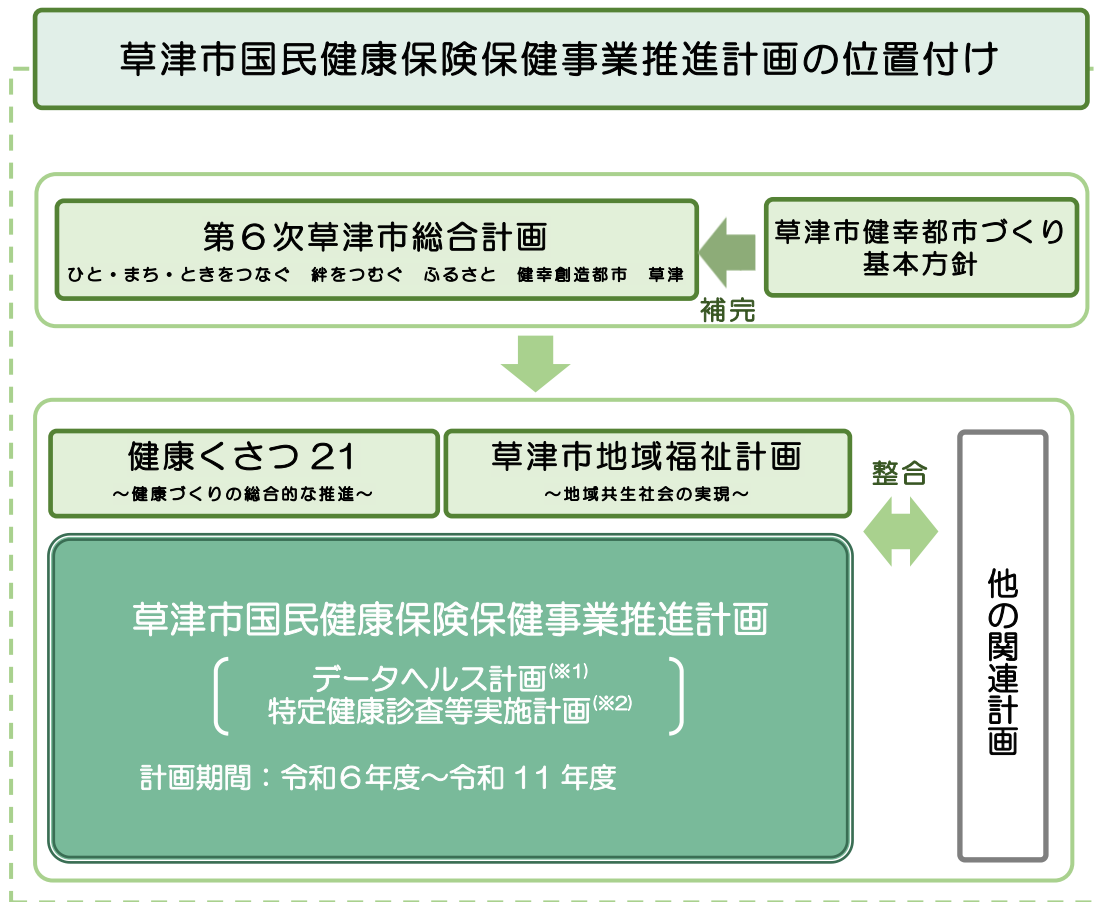 草津市国民健康保険保健事業推進計画の位置付け
第6次草津市総合計画
ひと・まち・ときをつなぐ　絆をつむぐ　ふるさと　健幸創造都市　草津
草津市健幸都市づくり
基本方針
補完
健康くさつ 21
～健康づくりの総合的な推進～
草津市地域福祉計画
～地域共生社会の実現～
整合
他の関連計画
草津市国民健康保険保健事業推進計画
データヘルス計画(※1)
特定健康診査等実施計画(※2)
計画期間：令和６年度～令和 11 年度